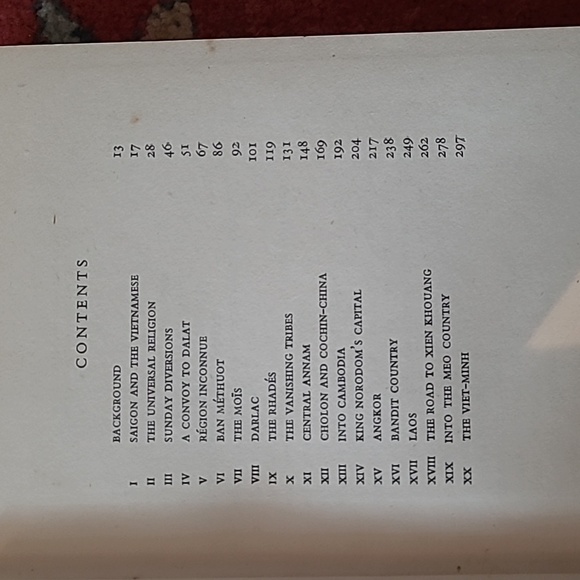 CONTENTS
BACKGROUND 13
I SAIGON AND THE VIETNAMESE 17
II THE UNIVERSAL RELIGION 28
III SUNDAY DIVERSIONS 46
IV A CONVOY TO DALAT 51
V RÉGION INCONNUE 67
VI BAN MÉTHUOT 86
VII THE MOÏS 92
VIII DARLAC 101
IX THE RHADÉS 119
X THE VANISHING TRIBES 131
XI CENTRAL ANNAM 148
XII CHOLON AND COCHIN-CHINA 169
XIII INTO CAMBODIA 192
XIV KING NORODOM'S CAPITAL 204
XV ANGKOR 217
XVI BANDIT COUNTRY 238
XVII LAOS 249
XVIII THE ROAD TO XIEN KHOUANG 262
XIX INTO THE MEO COUNTRY 278
XX THE VIET-MINH 297